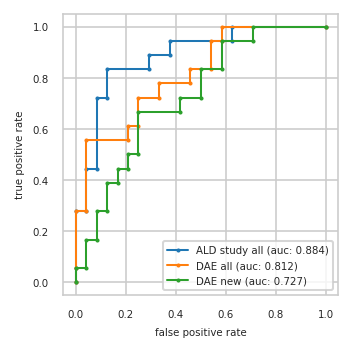 1.0
0.8
0.6
0.4
0.2
0.0
true positive rate
ALD study all (auc: 0.884)
DAE all (auc: 0.812)
DAE new (auc: 0.727)
0.0 0.2 0.4 0.6 0.8 1.0
false positive rate